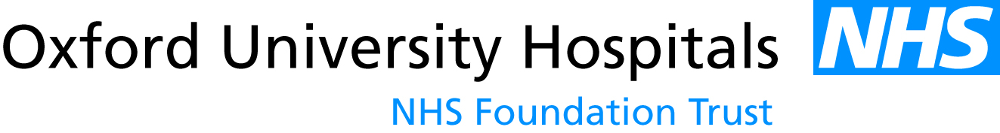 Oxford University Hospitals NHS
NHS Foundation Trust